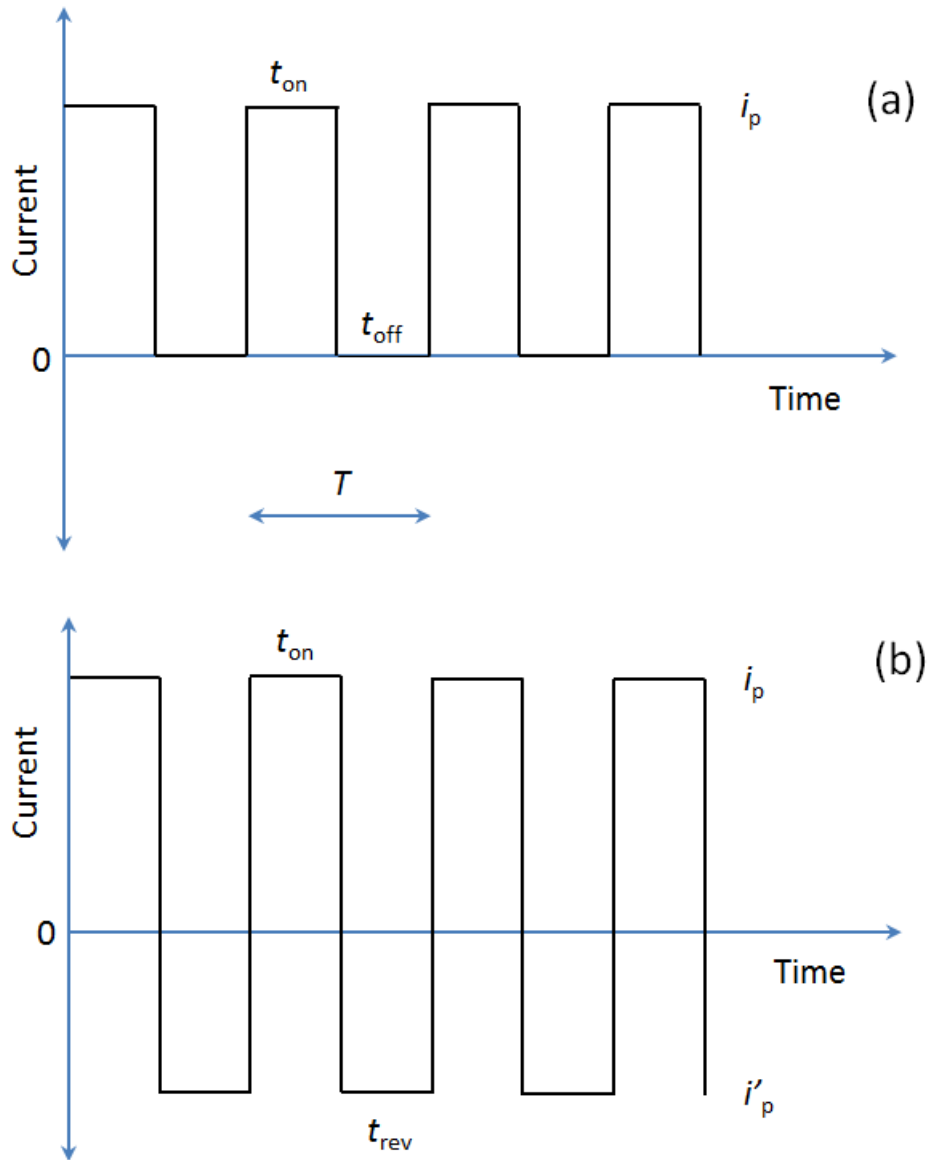 (a)
t_on
i_p
Current
t_off
0
Time
T
(b)
t_on
i_p
Current
0
Time
i'_p
t_rev